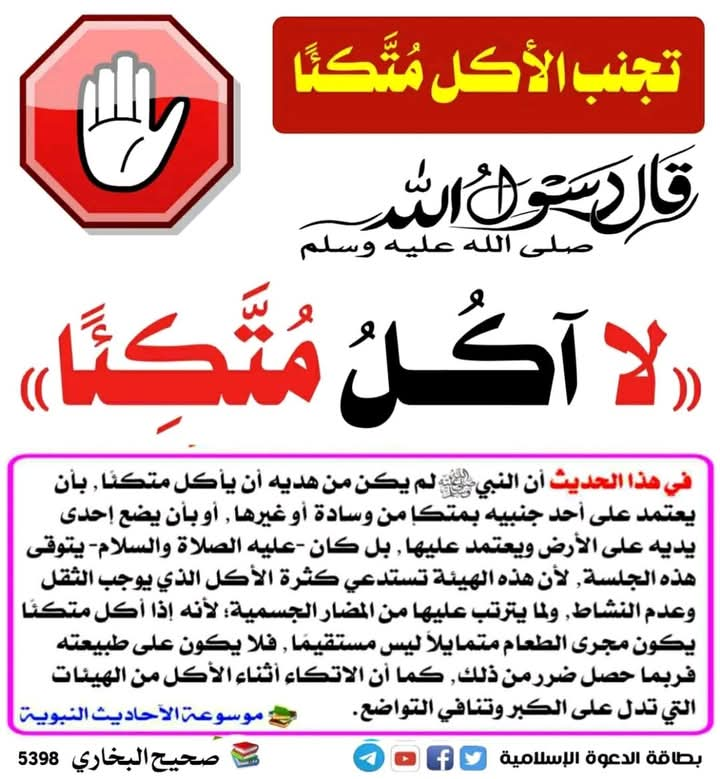 تجنب الأكل مُتَّكئًا
قال رسول الله
صلى الله عليه وسلم
«لا آكُلُ مُتَّكِئًا»
في هذا الحديث أن النبي ﷺ لم يكن من هديه أن يأكل متكئًا, بأن
يعتمد على أحد جنبيه بمتكإ من وسادة أو غيرها, أو بأن يضع إحدى
يديه على الأرض ويعتمد عليها, بل كان -عليه الصلاة والسلام- يتوقى
هذه الجلسة, لأن هذه الهيئة تستدعي كثرة الأكل الذي يوجب الثقل
وعدم النشاط, ولما يترتب عليها من المضار الجسمية؛ لأنه إذا أكل متكئًا
يكون مجرى الطعام متمايلاً ليس مستقيمًا, فلا يكون على طبيعته
فربما حصل ضرر من ذلك, كما أن الاتكاء أثناء الأكل من الهيئات
التي تدل على الكبر وتنافي التواضع.
موسوعة الأحاديث النبوية
بطاقة الدعوة الإسلامية
صحيح البخاري 5398